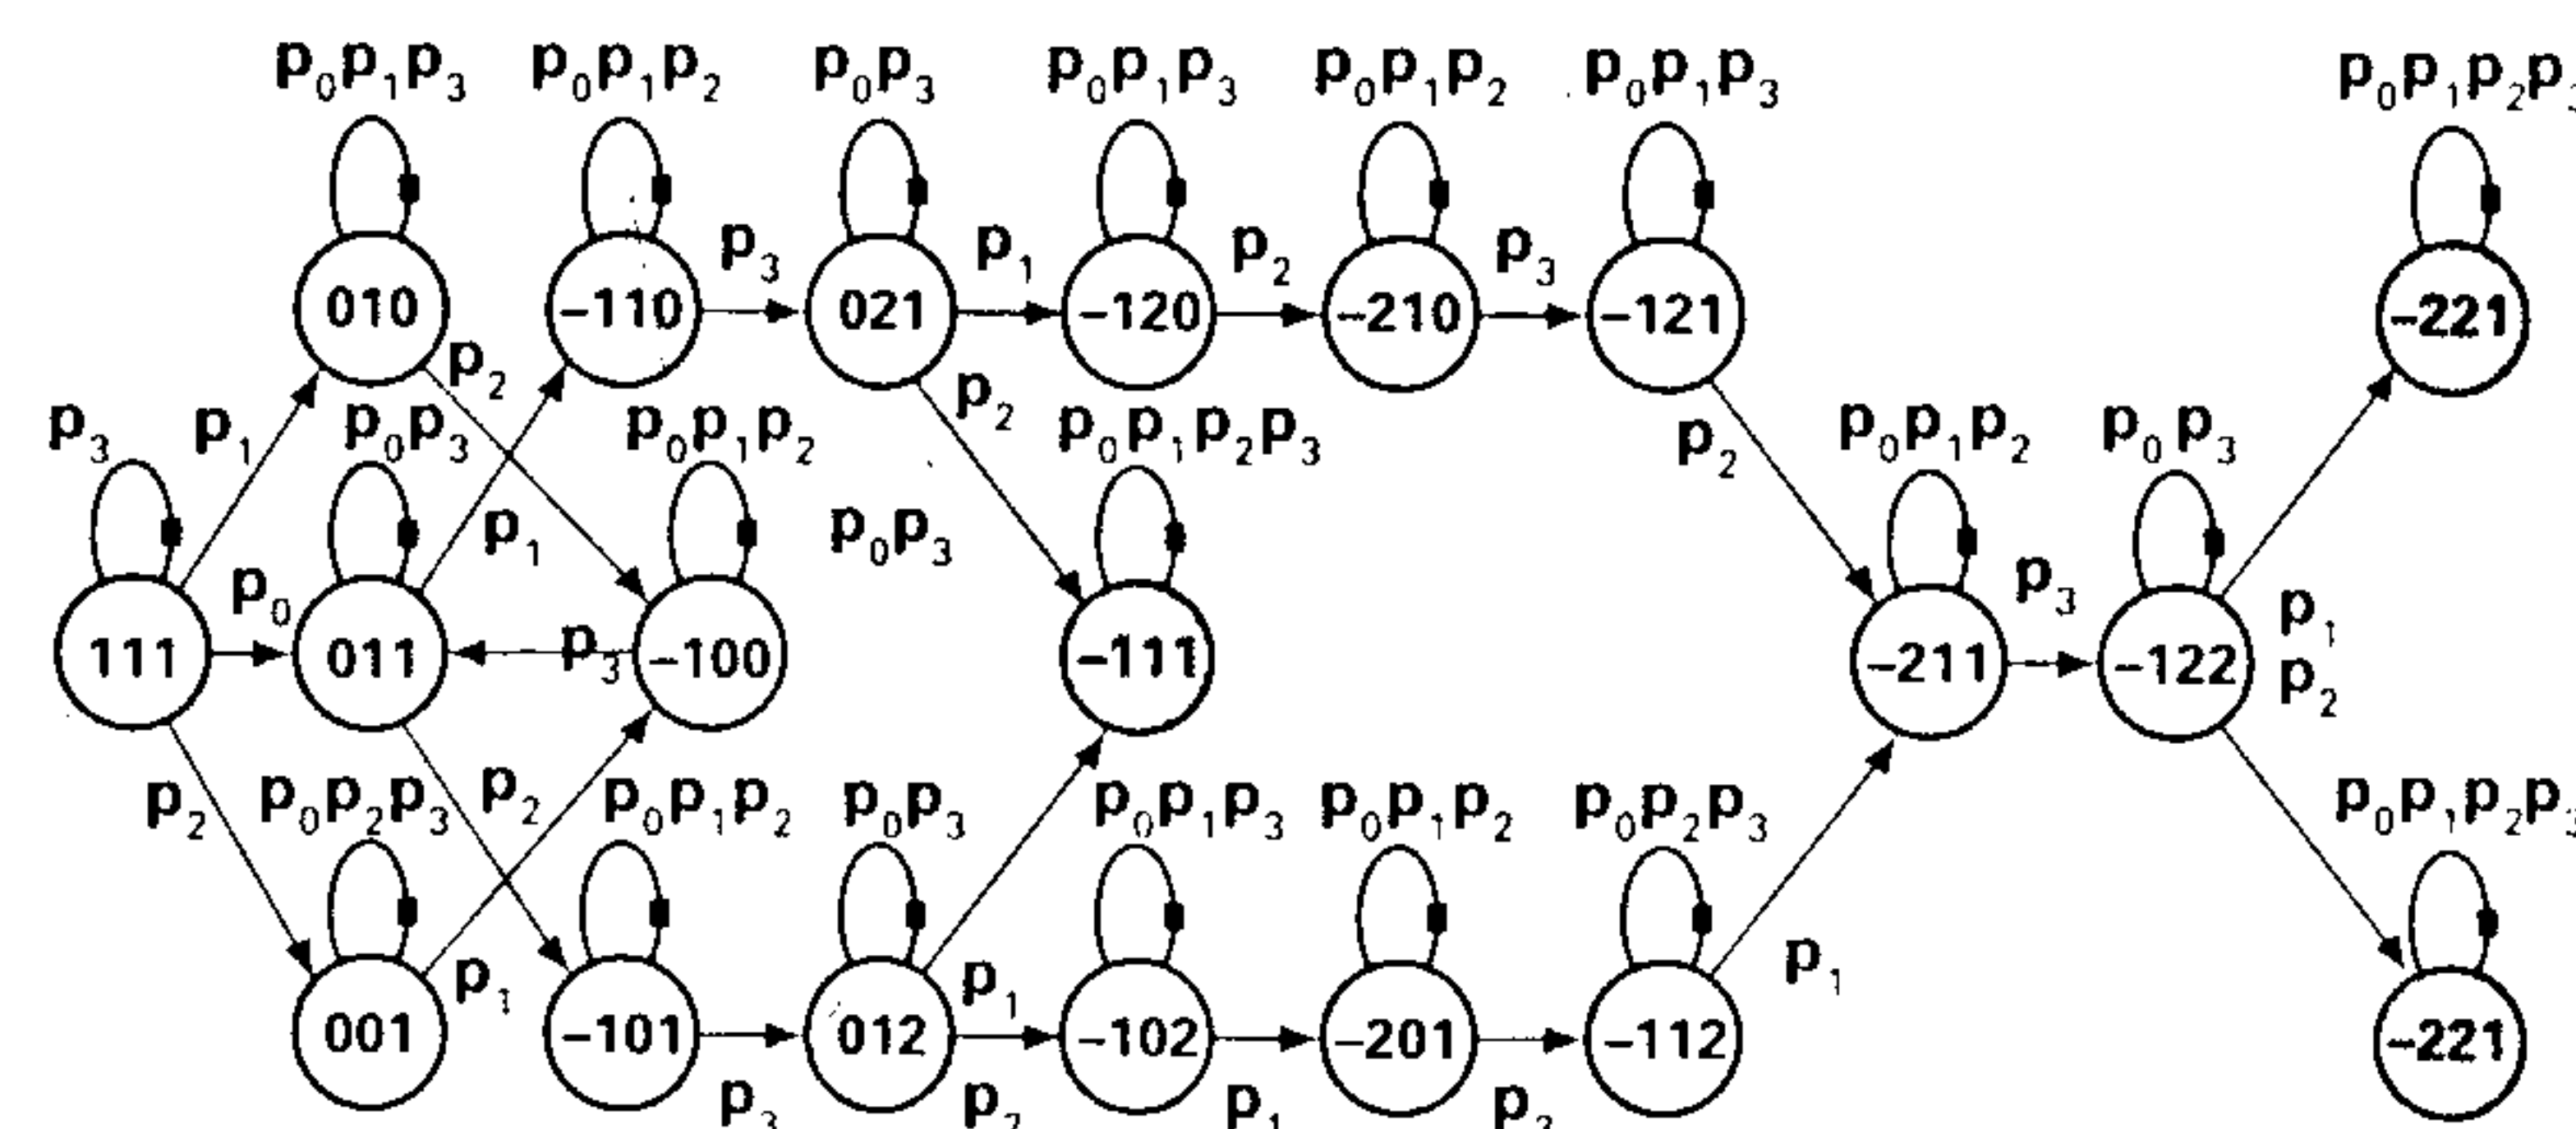 p₀p₁p₃ p₀p₁p₂ p₀p₃ p₀p₁p₃ p₀p₁p₂ p₀p₁p₃ p₀p₁p₂p₃
p₃ p₁ p₂ p₃
010 –110 021 –120 –210 –121 –221
p₂ p₂
p₃ p₁ p₀p₃ p₀p₁p₂ p₀p₁p₂p₃ p₂ p₀p₁p₂ p₀p₃
p₁ p₀p₃
p₀ p₃ p₁
111 011 p₃ –100 –111 –211 –122 p₂
p₂ p₀p₂p₃ p₂ p₀p₁p₂ p₀p₃ p₀p₁p₃ p₀p₁p₂ p₀p₂p₃ p₀p₁p₂p₃
p₁ p₁ p₁
001 –101 012 –102 –201 –112 –221
p₃ p₂ p₁